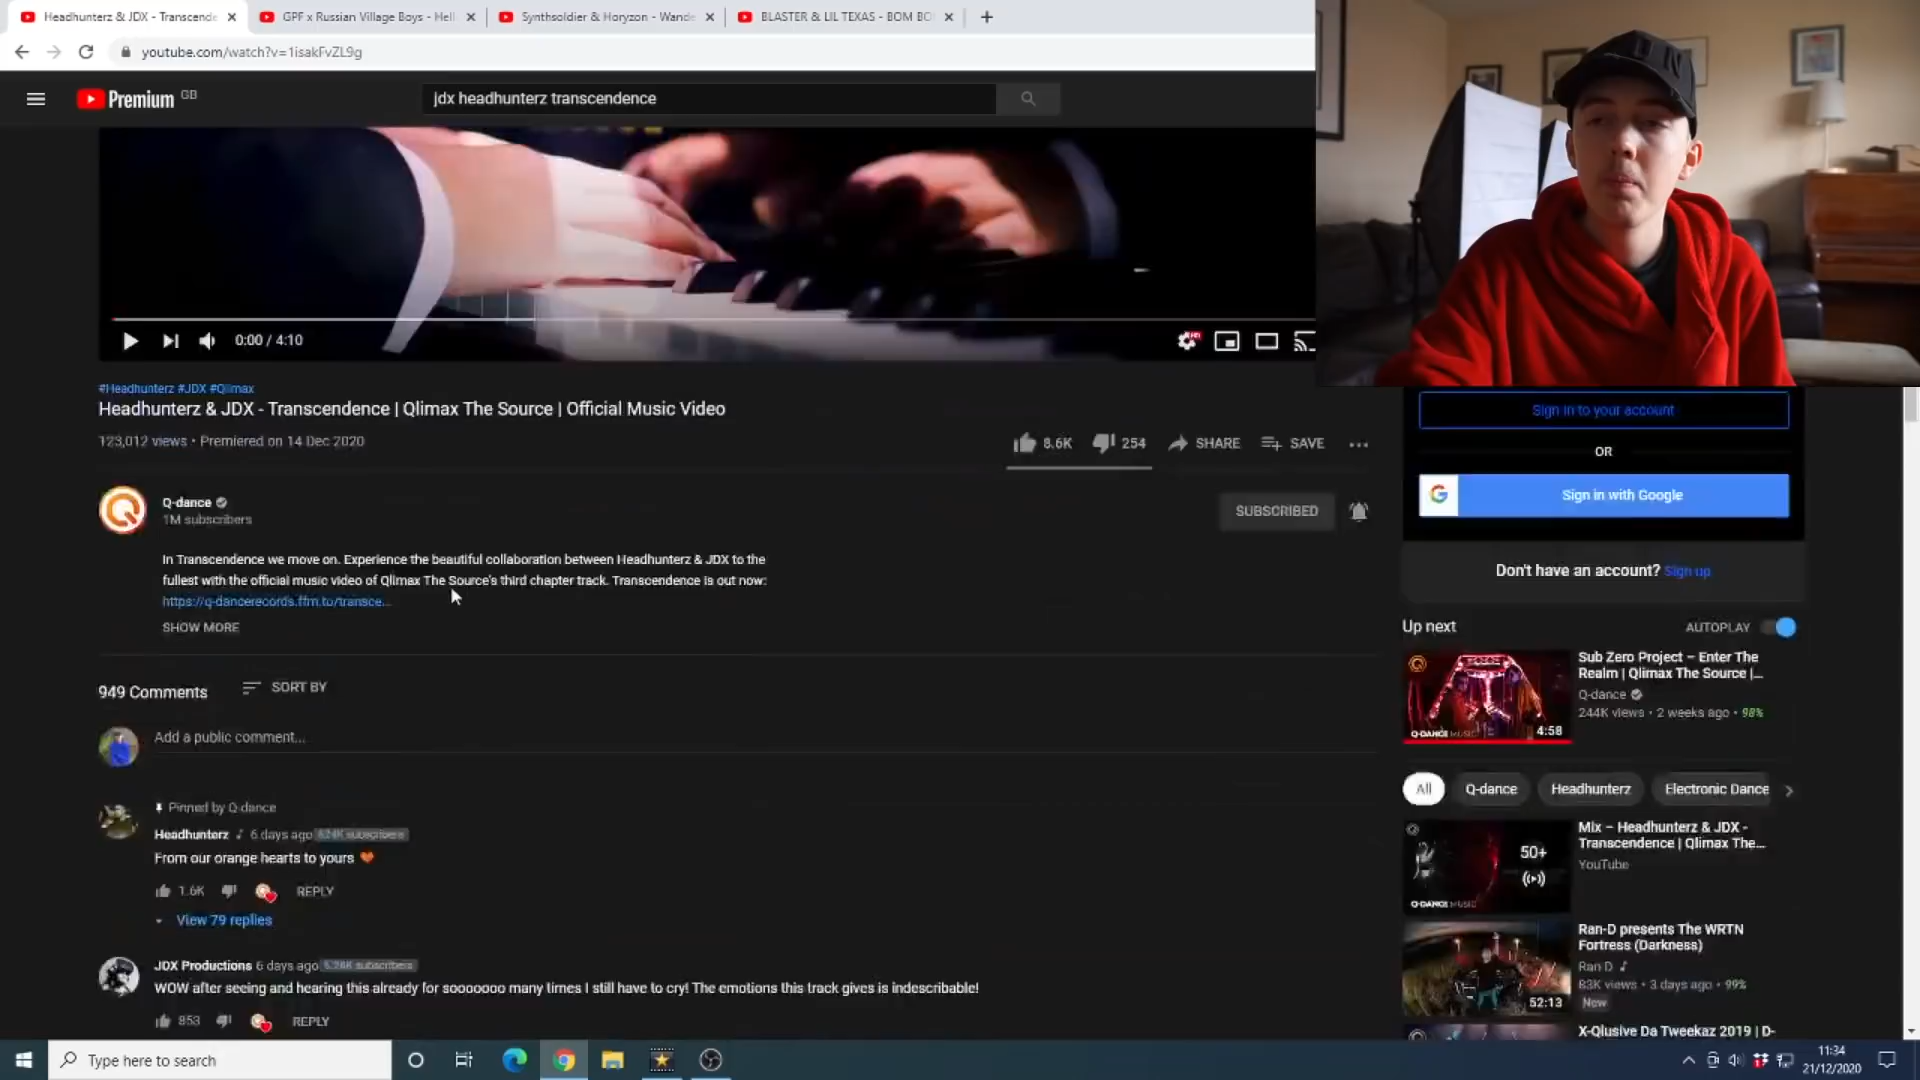 Headhunterz & JDX - Transcende
GPF x Russian Village Boys - Hell
Synthsoldier & Horyzon - Wande
BLASTER & LIL TEXAS - BOM BO
youtube.com/watch?v=1isakFvZL9g
Premium GB
jdx headhunterz transcendence
0:00 / 4:10
#Headhunterz #JDX #Qlimax
Headhunterz & JDX - Transcendence | Qlimax The Source | Official Music Video
123,012 views • Premiered on 14 Dec 2020
8.6K
254
SHARE
SAVE
Q-dance
1M subscribers
SUBSCRIBED
In Transcendence we move on. Experience the beautiful collaboration between Headhunterz & JDX to the
fullest with the official music video of Qlimax The Source's third chapter track. Transcendence is out now:
https://q-dancerecords.ffm.to/transce...
SHOW MORE
949 Comments
SORT BY
Add a public comment...
Pinned by Q-dance
Headhunterz 6 days ago
From our orange hearts to yours 🧡
1.6K
REPLY
View 79 replies
JDX Productions 6 days ago
WOW after seeing and hearing this already for sooooooo many times I still have to cry! The emotions this track gives is indescribable!
853
REPLY
Sign in to your account
OR
Sign in with Google
Don't have an account? Sign up
Up next
AUTOPLAY
Sub Zero Project – Enter The
Realm | Qlimax The Source |...
Q-dance
244K views • 2 weeks ago • 98%
4:58
Q-DANCE MUSIC
All
Q-dance
Headhunterz
Electronic Dance
Mix – Headhunterz & JDX -
Transcendence | Qlimax The...
YouTube
50+
Q-DANCE MUSIC
Ran-D presents The WRTN
Fortress (Darkness)
Ran D
83K views • 3 days ago • 99%
New
52:13
X-Qlusive Da Tweekaz 2019 | D-
Type here to search
11:34
21/12/2020